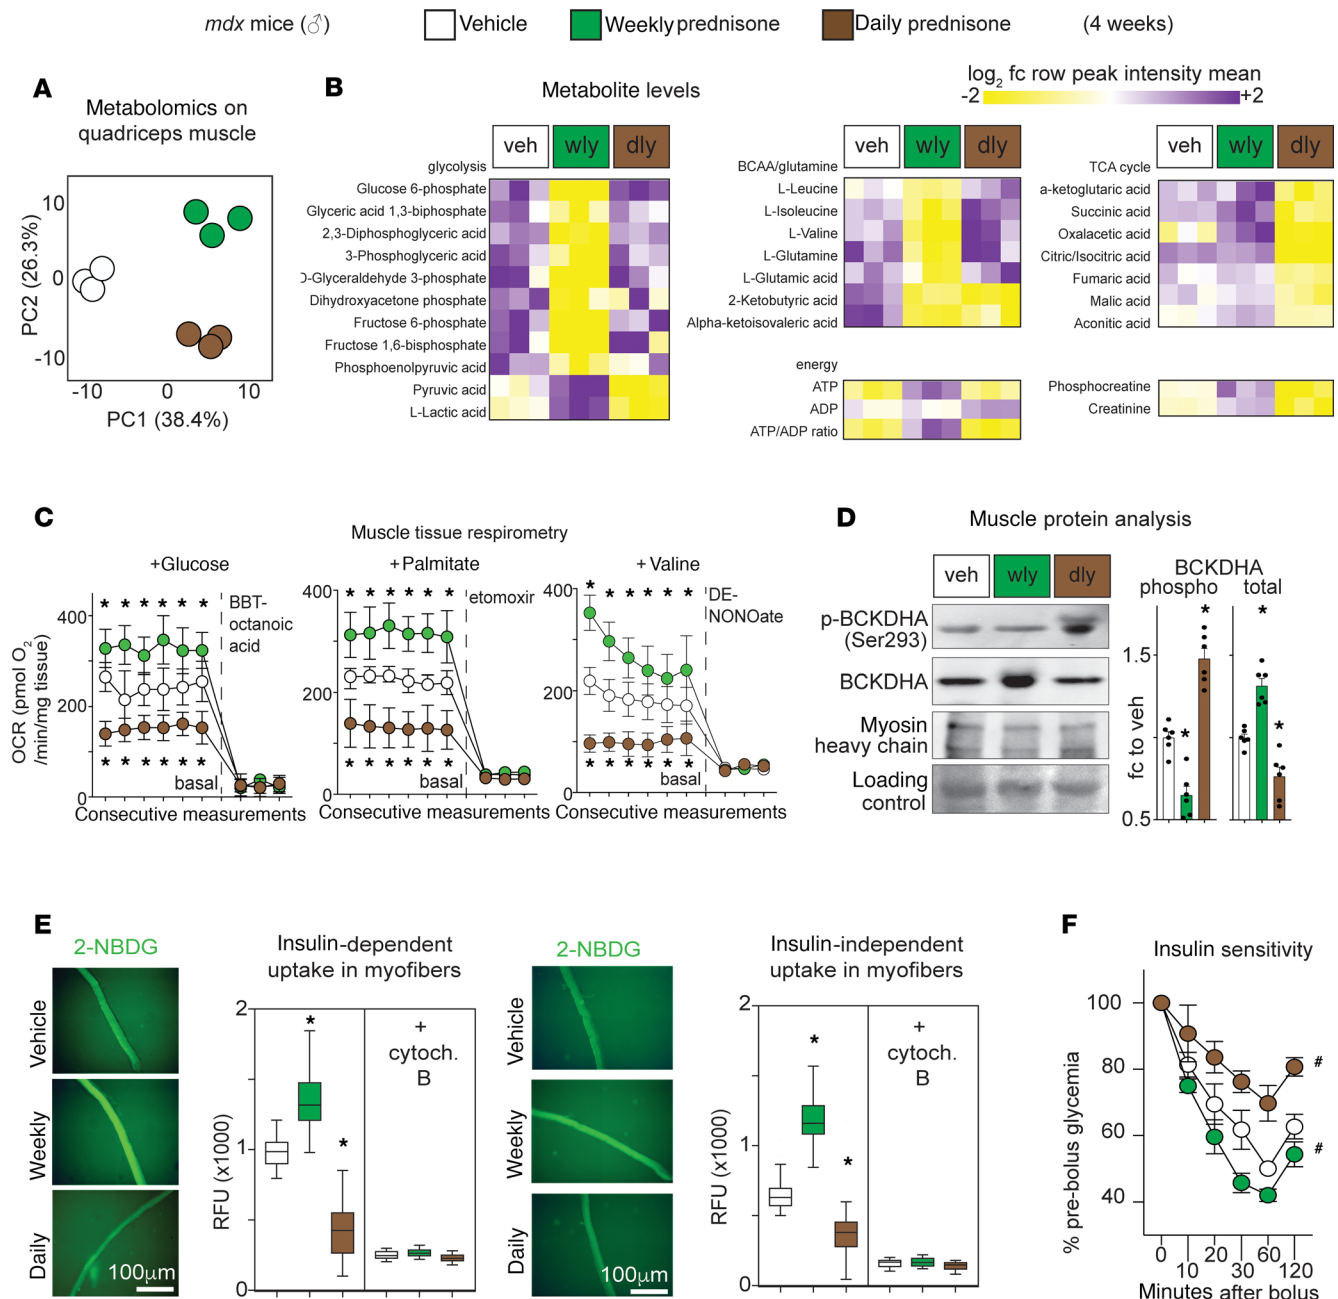 mdx mice (♂) Vehicle Weekly prednisone Daily prednisone (4 weeks)
A
Metabolomics on
quadriceps muscle
PC2 (26.3%)
10
0
-10
-10 0 10
PC1 (38.4%)
B
Metabolite levels
log2 fc row peak intensity mean
-2 +2
veh wly dly
glycolysis
Glucose 6-phosphate
Glyceric acid 1,3-biphosphate
2,3-Diphosphoglyceric acid
3-Phosphoglyceric acid
D-Glyceraldehyde 3-phosphate
Dihydroxyacetone phosphate
Fructose 6-phosphate
Fructose 1,6-bisphosphate
Phosphoenolpyruvic acid
Pyruvic acid
L-Lactic acid
veh wly dly
BCAA/glutamine
L-Leucine
L-Isoleucine
L-Valine
L-Glutamine
L-Glutamic acid
2-Ketobutyric acid
Alpha-ketoisovaleric acid
energy
ATP
ADP
ATP/ADP ratio
veh wly dly
TCA cycle
a-ketoglutaric acid
Succinic acid
Oxalacetic acid
Citric/Isocitric acid
Fumaric acid
Malic acid
Aconitic acid
Phosphocreatine
Creatinine
C
Muscle tissue respirometry
OCR (pmol O2
/min/mg tissue)
+Glucose
400
200
0
* * * * * *
* * * * * *
BBT-
octanoic
acid
basal
Consecutive measurements
+Palmitate
400
200
0
* * * * * *
* * * * * *
etomoxir
basal
+Valine
400
200
0
* * * * * *
* * * * * *
DE-
NONOate
basal
Consecutive measurements
D
Muscle protein analysis
veh wly dly
p-BCKDHA
(Ser293)
BCKDHA
Myosin
heavy chain
Loading
control
BCKDHA
phospho total
fc to veh
1.5
0.5
* *
* *
E
2-NBDG
Vehicle
Weekly
Daily
100µm
Insulin-dependent
uptake in myofibers
RFU (x1000)
2
1
0
*
*
+
cytoch.
B
2-NBDG
Vehicle
Weekly
Daily
100µm
Insulin-independent
uptake in myofibers
RFU (x1000)
2
1
0
*
*
+
cytoch.
B
F
Insulin sensitivity
% pre-bolus glycemia
100
80
60
40
#
#
0 10 20 30 60 120
Minutes after bolus